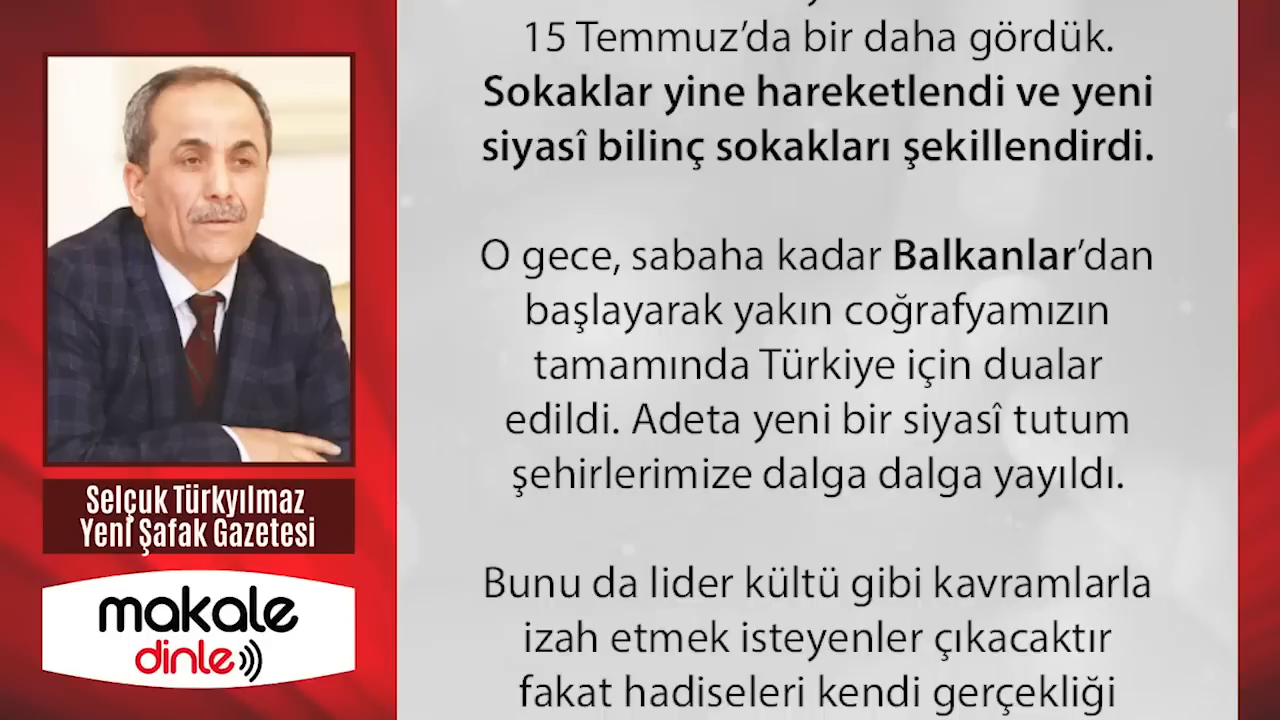 15 Temmuz’da bir daha gördük.
Sokaklar yine hareketlendi ve yeni
siyasî bilinç sokakları şekillendirdi.
O gece, sabaha kadar Balkanlar’dan
başlayarak yakın coğrafyamızın
tamamında Türkiye için dualar
edildi. Adeta yeni bir siyasî tutum
şehirlerimize dalga dalga yayıldı.
Bunu da lider kültü gibi kavramlarla
izah etmek isteyenler çıkacaktır
fakat hadiseleri kendi gerçekliği
Selçuk Türkyılmaz
Yeni Şafak Gazetesi
makale
dinle